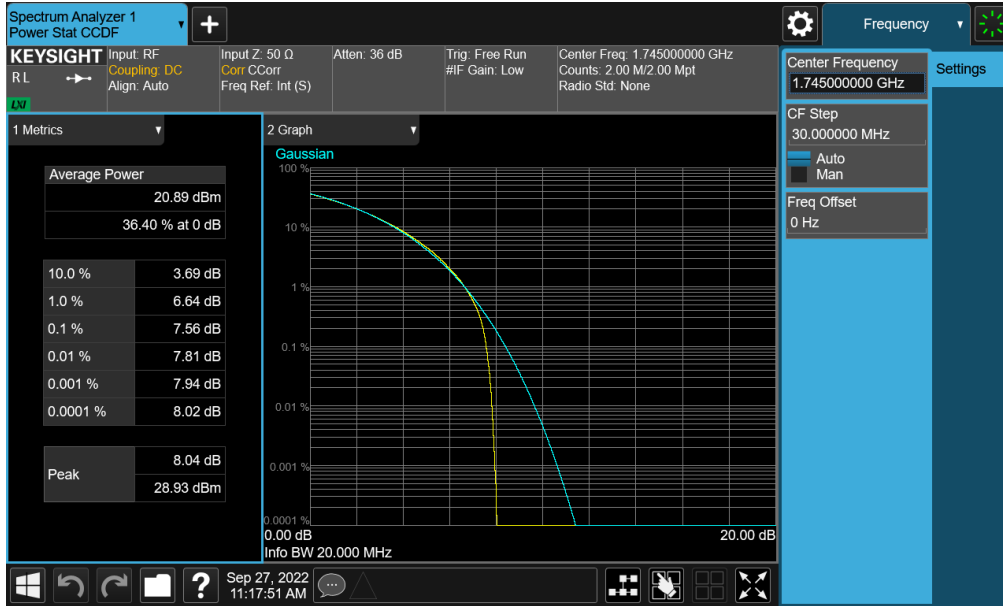 Spectrum Analyzer 1
Power Stat CCDF
Frequency
KEYSIGHT
R L
LXI
Input: RF
Coupling: DC
Align: Auto
Input Z: 50 Ω
Corr CCorr
Freq Ref: Int (S)
Atten: 36 dB
Trig: Free Run
#IF Gain: Low
Center Freq: 1.745000000 GHz
Counts: 2.00 M/2.00 Mpt
Radio Std: None
Center Frequency
1.745000000 GHz
Settings
CF Step
30.000000 MHz
Auto
Man
Freq Offset
0 Hz
1 Metrics
Average Power
20.89 dBm
36.40 % at 0 dB
10.0 % 3.69 dB
1.0 % 6.64 dB
0.1 % 7.56 dB
0.01 % 7.81 dB
0.001 % 7.94 dB
0.0001 % 8.02 dB
Peak 8.04 dB
28.93 dBm
2 Graph
Gaussian
100 %
10 %
1 %
0.1 %
0.01 %
0.001 %
0.0001 %
0.00 dB 20.00 dB
Info BW 20.000 MHz
?
Sep 27, 2022
11:17:51 AM